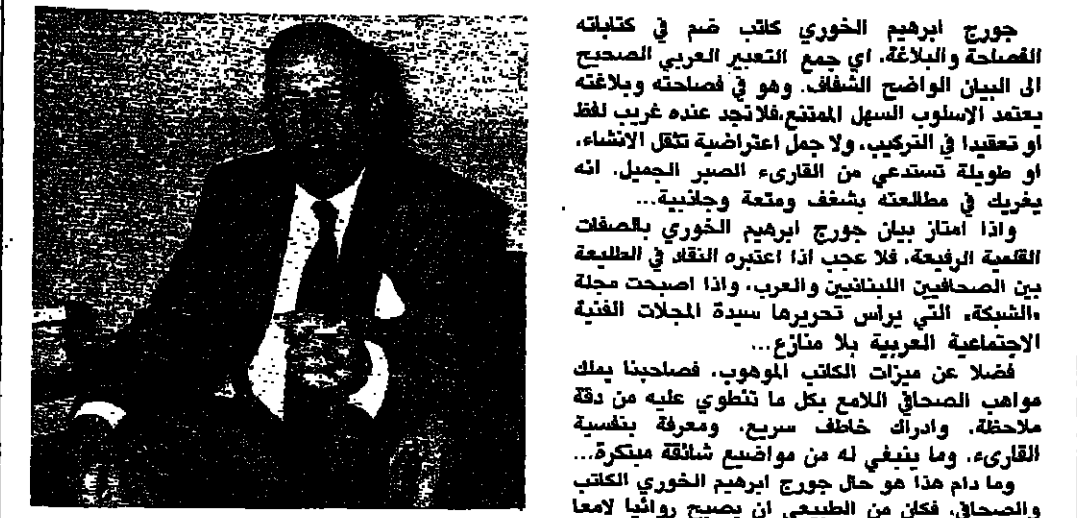 جورج ابرهيم الخوري كاتب ضم في كتاباته
الفصاحة والبلاغة، اي جمع التعبير العربي الصحيح
الى البيان الواضح الشفاف. وهو في فصاحته وبلاغته
يعتمد الاسلوب السهل الممتنع،فلا تجد عنده غريب لفظ
او تعقيدا في التركيب، ولا جمل اعتراضية تثقل الانشاء،
او طويلة تستدعي من القارىء الصبر الجميل. انه
يغريك في مطالعته بشغف ومتعة وجاذبية...
واذا امتاز بيان جورج ابرهيم الخوري بالصفات
القلمية الرفيعة، فلا عجب اذا اعتبره النقاد في الطليعة
بين الصحافيين اللبنانيين والعرب، واذا اصبحت مجلة
«الشبكة» التي يراس تحريرها سيدة المجلات الفنية
الاجتماعية العربية بلا منازع...
فضلا عن ميزات الكاتب الموهوب، فصاحبنا يملك
مواهب الصحافي اللامع بكل ما تنطوي عليه من دقة
ملاحظة، وادراك خاطف سريع، ومعرفة بنفسية
القارىء، وما ينبغي له من مواضيع شائقة مبتكرة...
وما دام هذا هو حال جورج ابرهيم الخوري الكاتب
والصحافي، فكان من الطبيعي ان يصبح روائيا لامعا